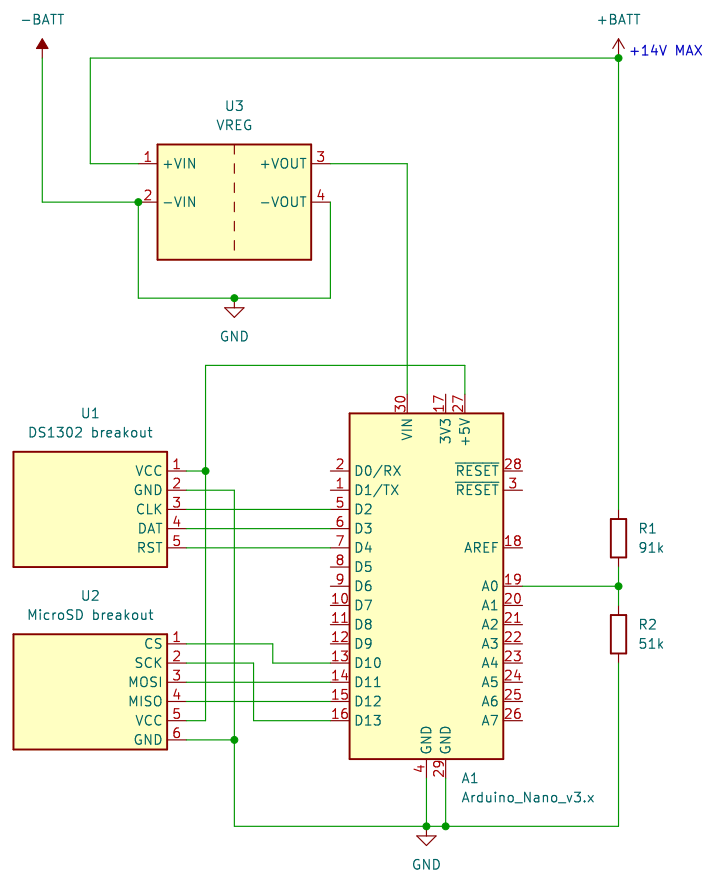 -BATT
+BATT
+14V MAX
U3
VREG
1 +VIN +VOUT 3
2 -VIN -VOUT 4
GND
30 17 27
VIN 3V3 +5V
U1
DS1302 breakout
VCC 1
GND 2
CLK 3
DAT 4
RST 5
U2
MicroSD breakout
CS 1
SCK 2
MOSI 3
MISO 4
VCC 5
GND 6
2 D0/RX RESET 28
1 D1/TX RESET 3
5 D2
6 D3
7 D4 AREF 18
8 D5
9 D6 A0 19
10 D7 A1 20
11 D8 A2 21
12 D9 A3 22
13 D10 A4 23
14 D11 A5 24
15 D12 A6 25
16 D13 A7 26
GND GND
4 29
A1
Arduino_Nano_v3.x
R1
91k
R2
51k
GND